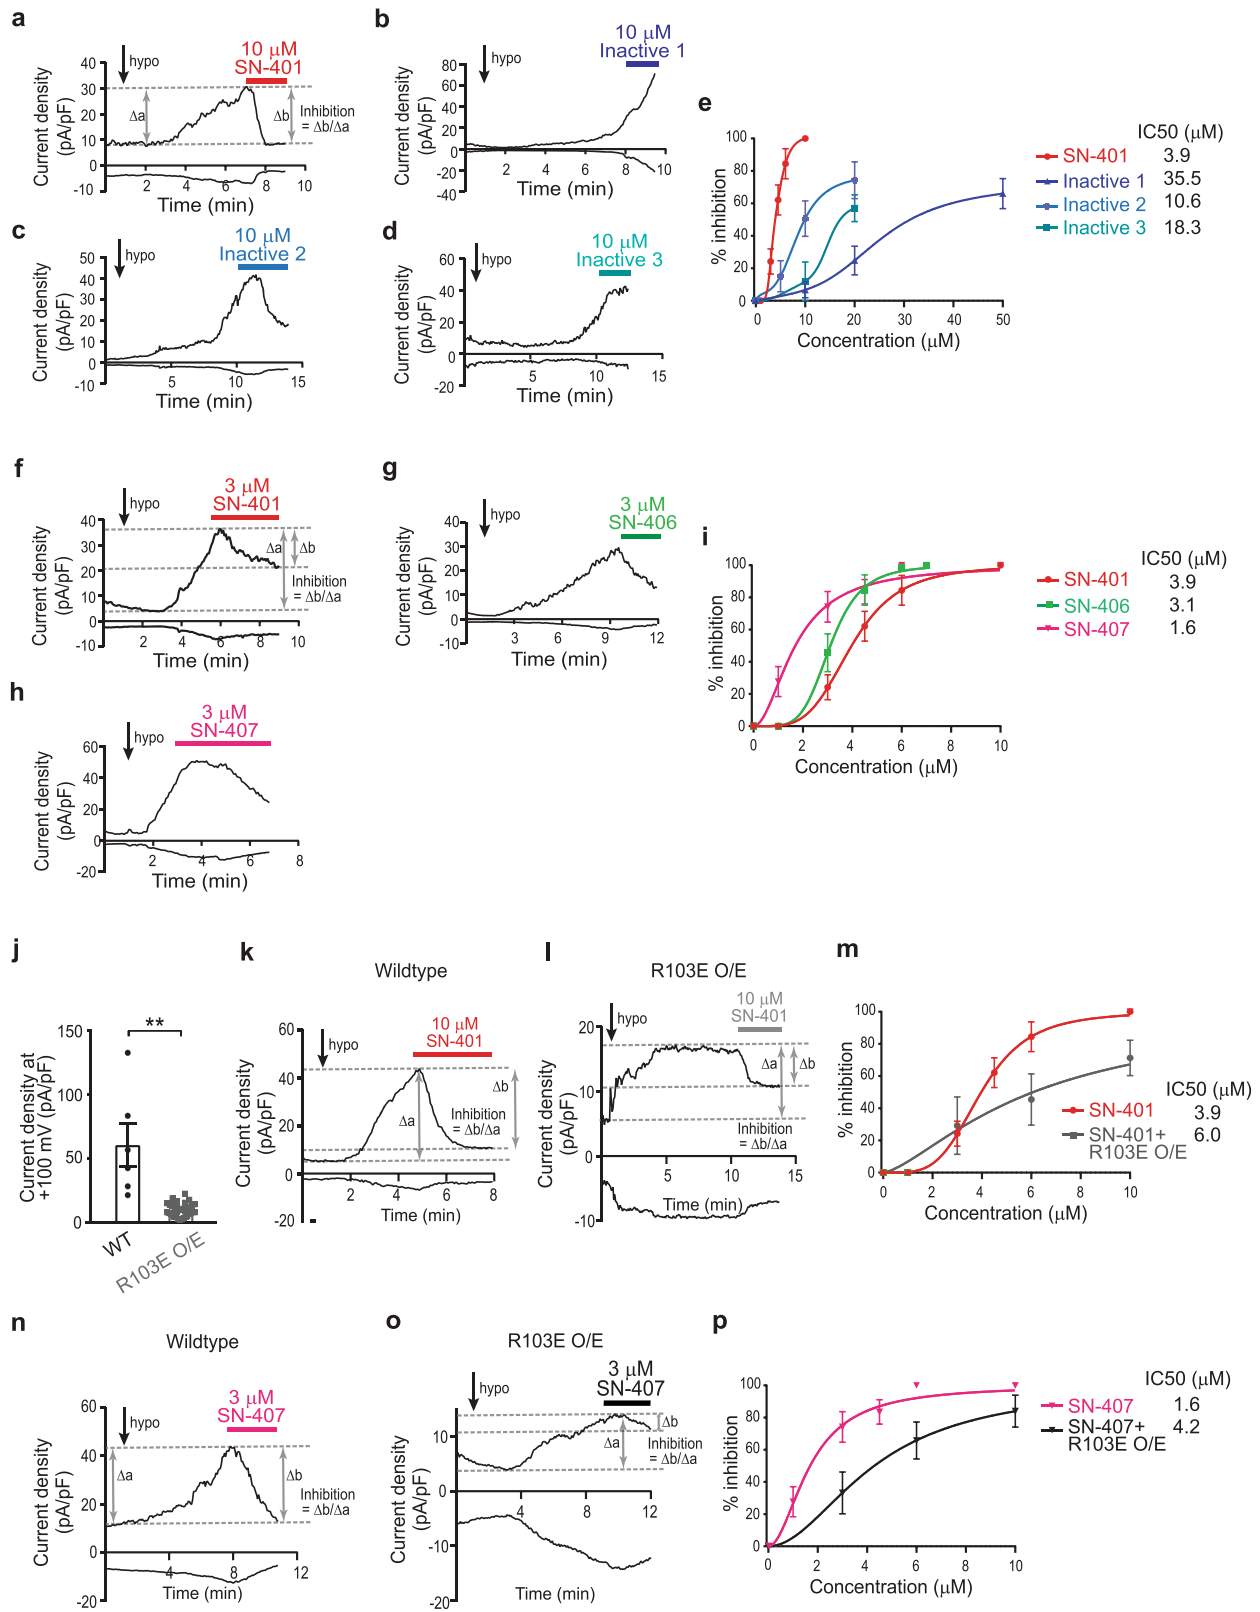 a
hypo
10 μM
SN-401
Current density
(pA/pF)
40
30
20
10
0
-10
Δa
Δb
Inhibition
= Δb/Δa
2
4
6
8
10
Time (min)
b
hypo
10 μM
Inactive 1
Current density
(pA/pF)
80
60
40
20
0
-20
-40
2
4
6
8
10
Time (min)
c
hypo
10 μM
Inactive 2
Current density
(pA/pF)
50
40
30
20
10
0
-10
5
10
15
Time (min)
d
hypo
10 μM
Inactive 3
Current density
(pA/pF)
60
40
20
0
-20
5
10
15
Time (min)
e
% inhibition
100
80
60
40
20
0
0
10
20
30
40
50
Concentration (μM)
IC50 (μM)
SN-401 3.9
Inactive 1 35.5
Inactive 2 10.6
Inactive 3 18.3
f
hypo
3 μM
SN-401
Current density
(pA/pF)
40
30
20
10
0
-10
Δa
Δb
Inhibition
= Δb/Δa
2
4
6
8
10
Time (min)
g
hypo
3 μM
SN-406
Current density
(pA/pF)
40
30
20
10
0
-10
3
6
9
12
Time (min)
h
hypo
3 μM
SN-407
Current density
(pA/pF)
60
40
20
0
-20
2
4
6
8
Time (min)
i
% inhibition
100
80
60
40
20
0
0
2
4
6
8
10
Concentration (μM)
IC50 (μM)
SN-401 3.9
SN-406 3.1
SN-407 1.6
j
Current density at
+100 mV (pA/pF)
150
100
50
0
**
WT
R103E O/E
k
Wildtype
hypo
10 μM
SN-401
Current density
(pA/pF)
60
40
20
0
-20
Δa
Δb
Inhibition
= Δb/Δa
2
4
6
8
Time (min)
l
R103E O/E
hypo
10 μM
SN-401
Current density
(pA/pF)
20
10
0
-10
Δa
Δb
Inhibition
= Δb/Δa
5
10
15
Time (min)
m
% inhibition
100
80
60
40
20
0
0
2
4
6
8
10
Concentration (μM)
IC50 (μM)
SN-401 3.9
SN-401+ 6.0
R103E O/E
n
Wildtype
hypo
3 μM
SN-407
Current density
(pA/pF)
60
40
20
0
-20
Δa
Δb
Inhibition
= Δb/Δa
4
8
12
Time (min)
o
R103E O/E
hypo
3 μM
SN-407
Current density
(pA/pF)
20
10
0
-10
-20
Δa
Δb
Inhibition
= Δb/Δa
4
8
12
Time (min)
p
% inhibition
100
80
60
40
20
0
0
2
4
6
8
10
Concentration (μM)
IC50 (μM)
SN-407 1.6
SN-407+ 4.2
R103E O/E